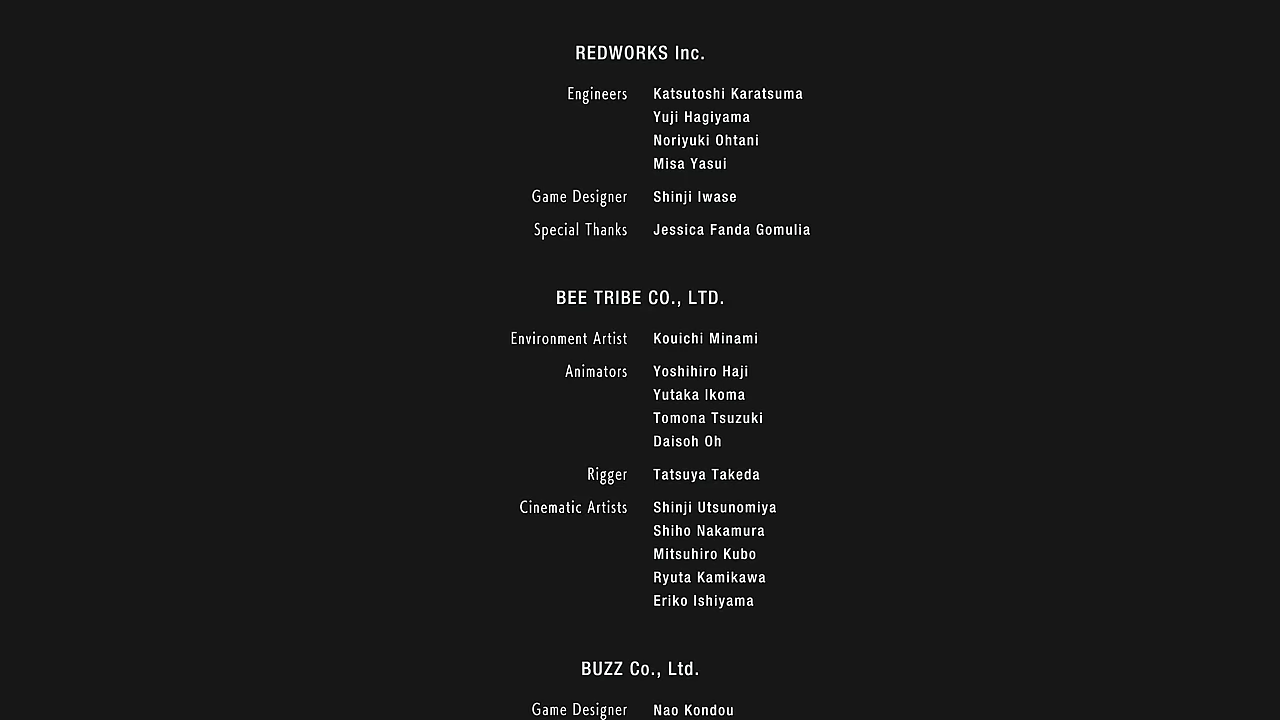 REDWORKS Inc.
Engineers Katsutoshi Karatsuma
Yuji Hagiyama
Noriyuki Ohtani
Misa Yasui
Game Designer Shinji Iwase
Special Thanks Jessica Fanda Gomulia
BEE TRIBE CO., LTD.
Environment Artist Kouichi Minami
Animators Yoshihiro Haji
Yutaka Ikoma
Tomona Tsuzuki
Daisoh Oh
Rigger Tatsuya Takeda
Cinematic Artists Shinji Utsunomiya
Shiho Nakamura
Mitsuhiro Kubo
Ryuta Kamikawa
Eriko Ishiyama
BUZZ Co., Ltd.
Game Designer Nao Kondou